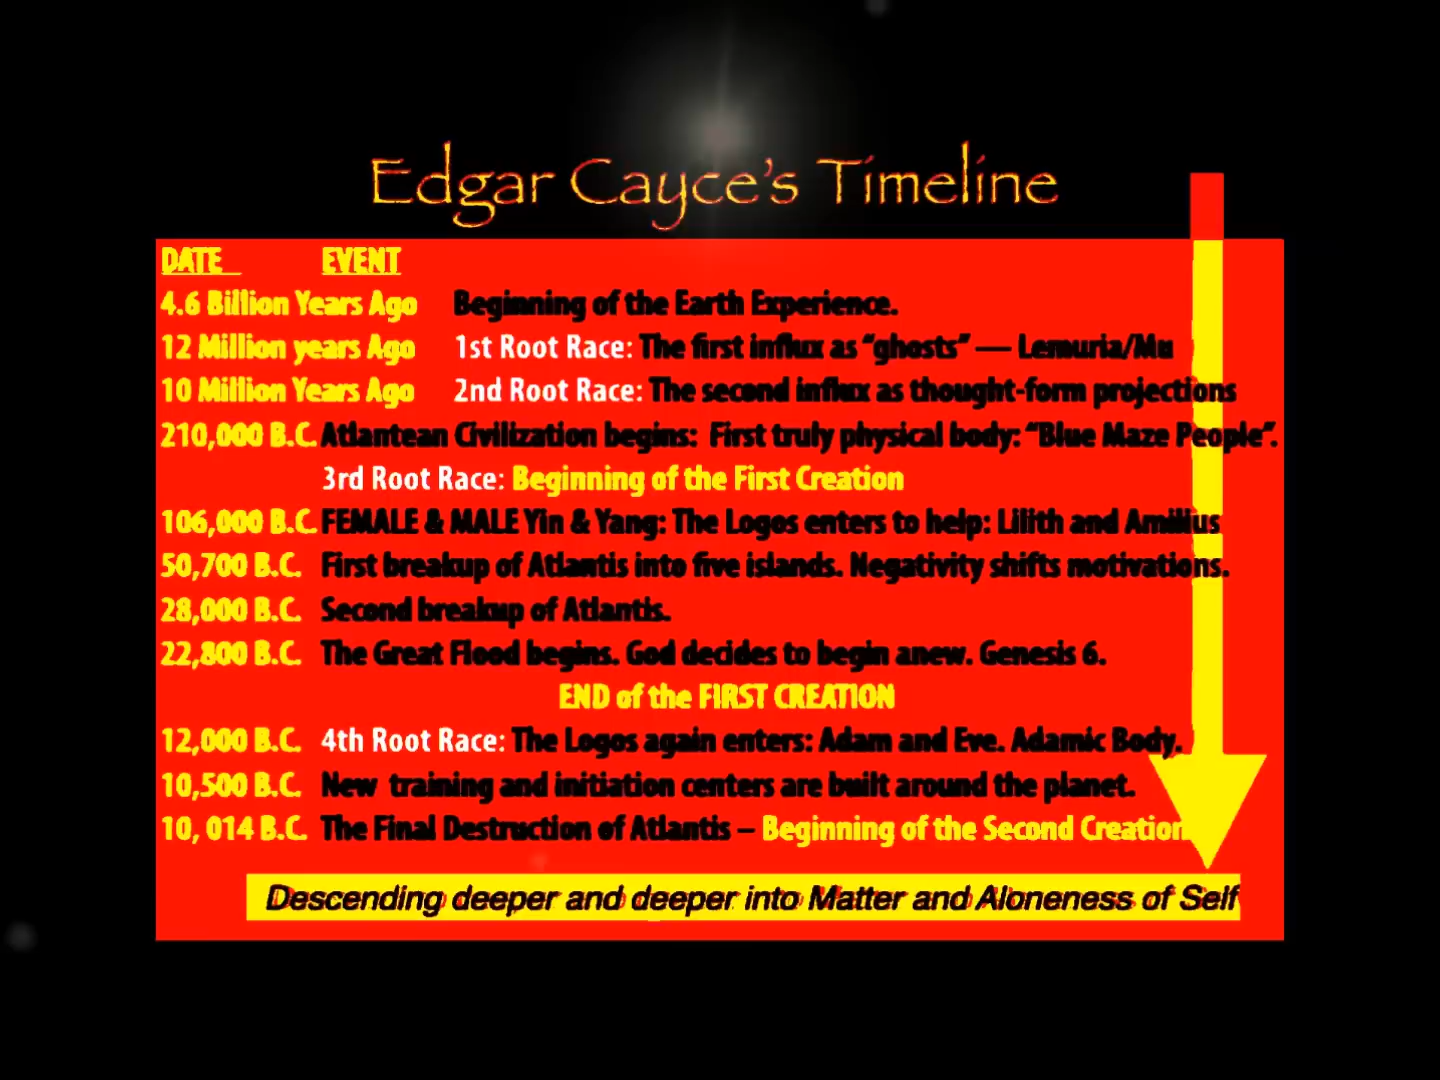 Edgar Cayce's Timeline
DATE EVENT
4.6 Billion Years Ago Beginning of the Earth Experience.
12 Million years Ago 1st Root Race: The first influx as “ghosts” — Lemuria/Mu
10 Million Years Ago 2nd Root Race: The second influx as thought-form projections
210,000 B.C. Atlantean Civilization begins: First truly physical body: “Blue Maze People”.
3rd Root Race: Beginning of the First Creation
106,000 B.C. FEMALE & MALE Yin & Yang: The Logos enters to help: Lilith and Amilius
50,700 B.C. First breakup of Atlantis into five islands. Negativity shifts motivations.
28,000 B.C. Second breakup of Atlantis.
22,800 B.C. The Great Flood begins. God decides to begin anew. Genesis 6.
END of the FIRST CREATION
12,000 B.C. 4th Root Race: The Logos again enters: Adam and Eve. Adamic Body.
10,500 B.C. New training and initiation centers are built around the planet.
10, 014 B.C. The Final Destruction of Atlantis – Beginning of the Second Creation
Descending deeper and deeper into Matter and Aloneness of Self